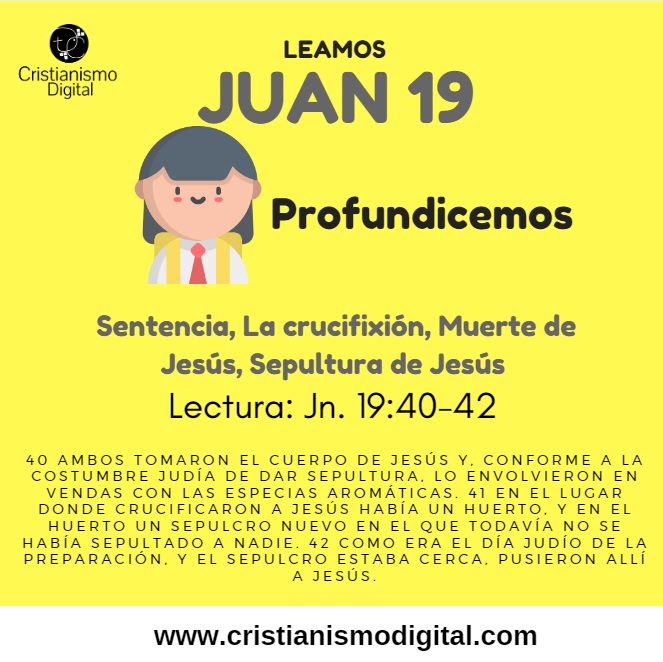 Cristianismo
Digital
LEAMOS
JUAN 19
Profundicemos
Sentencia, La crucifixión, Muerte de
Jesús, Sepultura de Jesús
Lectura: Jn. 19:40-42
40 AMBOS TOMARON EL CUERPO DE JESÚS Y, CONFORME A LA
COSTUMBRE JUDÍA DE DAR SEPULTURA, LO ENVOLVIERON EN
VENDAS CON LAS ESPECIAS AROMÁTICAS. 41 EN EL LUGAR
DONDE CRUCIFICARON A JESÚS HABÍA UN HUERTO, Y EN EL
HUERTO UN SEPULCRO NUEVO EN EL QUE TODAVÍA NO SE
HABÍA SEPULTADO A NADIE. 42 COMO ERA EL DÍA JUDÍO DE LA
PREPARACIÓN, Y EL SEPULCRO ESTABA CERCA, PUSIERON ALLÍ
A JESÚS.
www.cristianismodigital.com